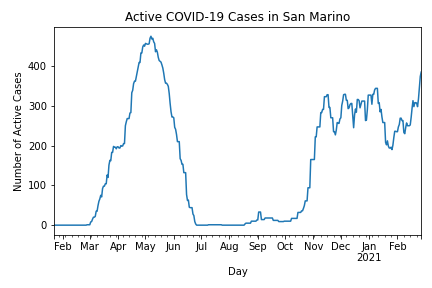 Active COVID-19 Cases in San Marino
Number of Active Cases
400
300
200
100
0
Feb Mar Apr May Jun Jul Aug Sep Oct Nov Dec Jan Feb
2021
Day